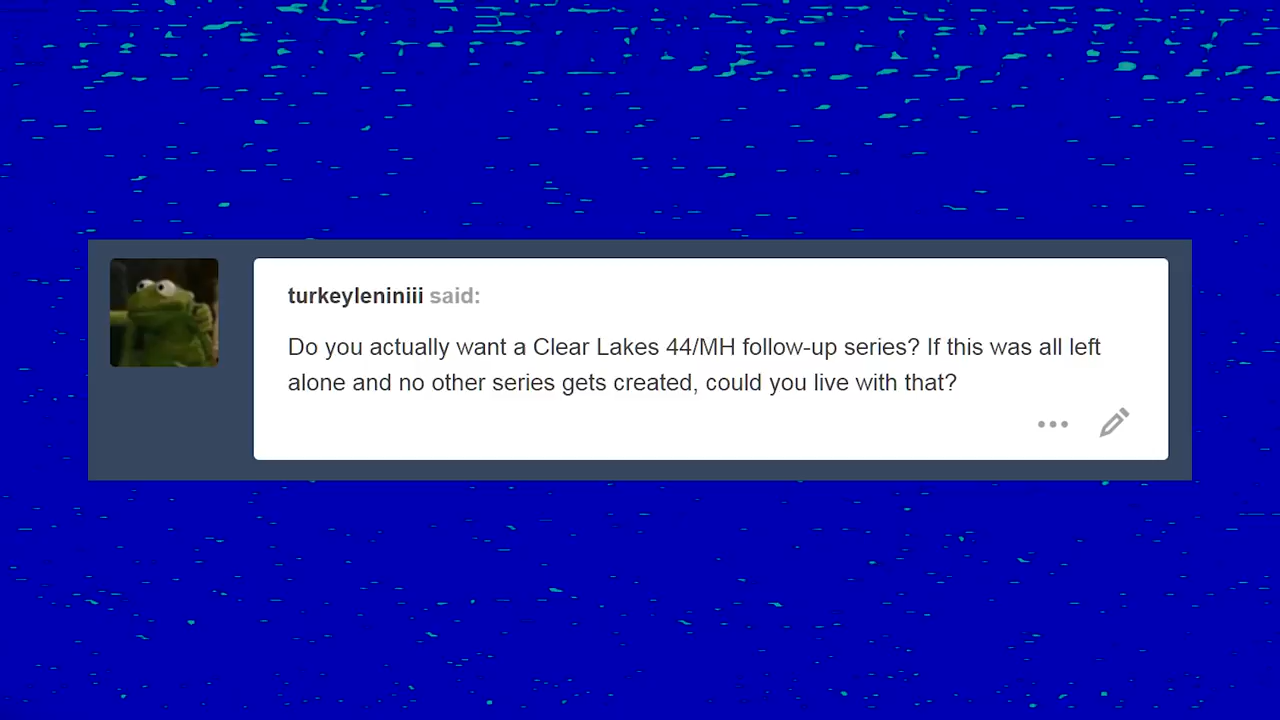 turkeyleniniii said:
Do you actually want a Clear Lakes 44/MH follow-up series? If this was all left
alone and no other series gets created, could you live with that?